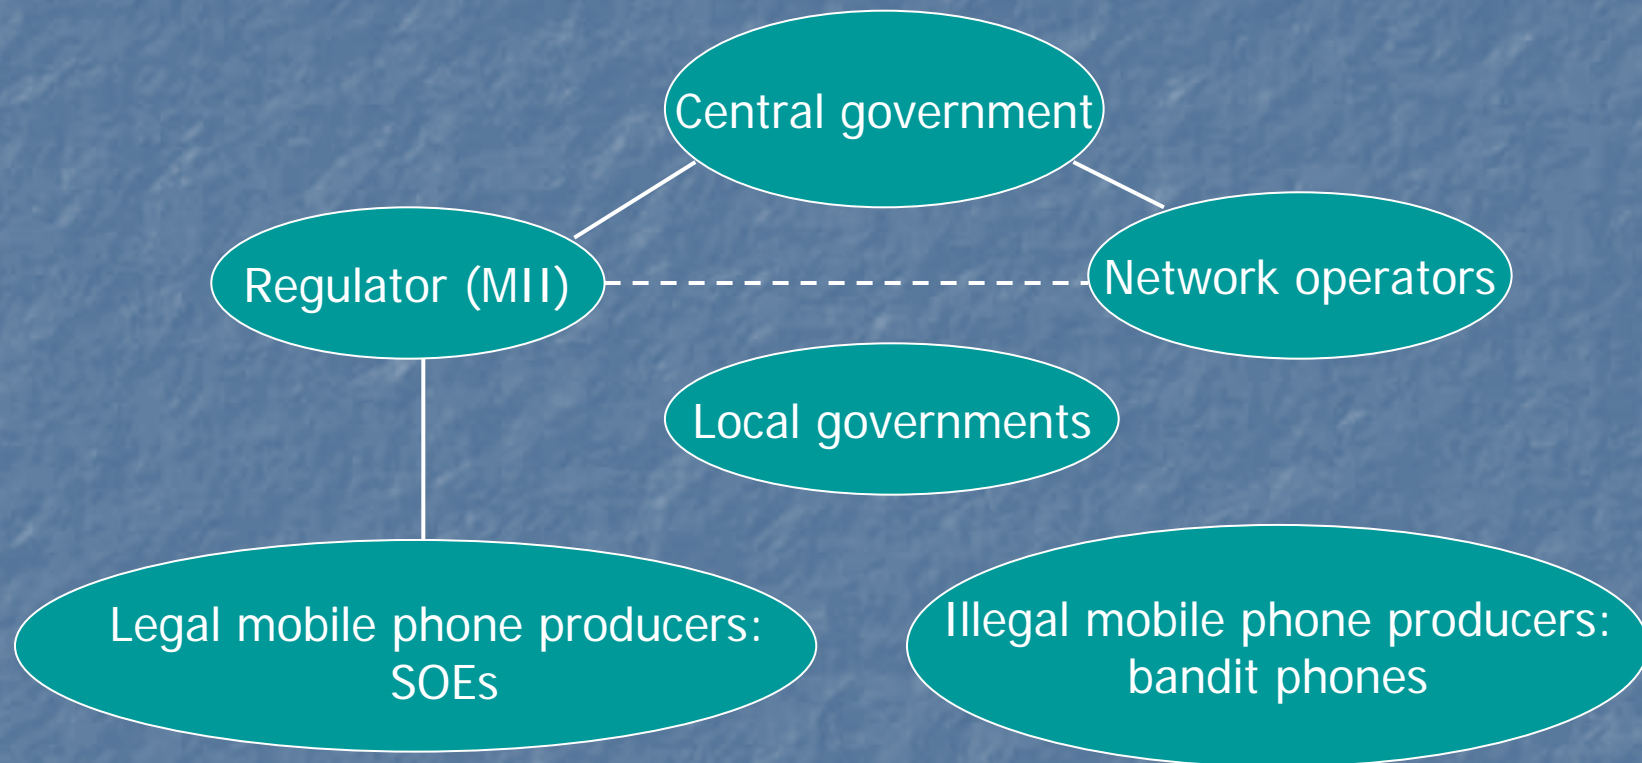 Central government
Regulator (MII)
Network operators
Local governments
Legal mobile phone producers:
SOEs
Illegal mobile phone producers:
bandit phones